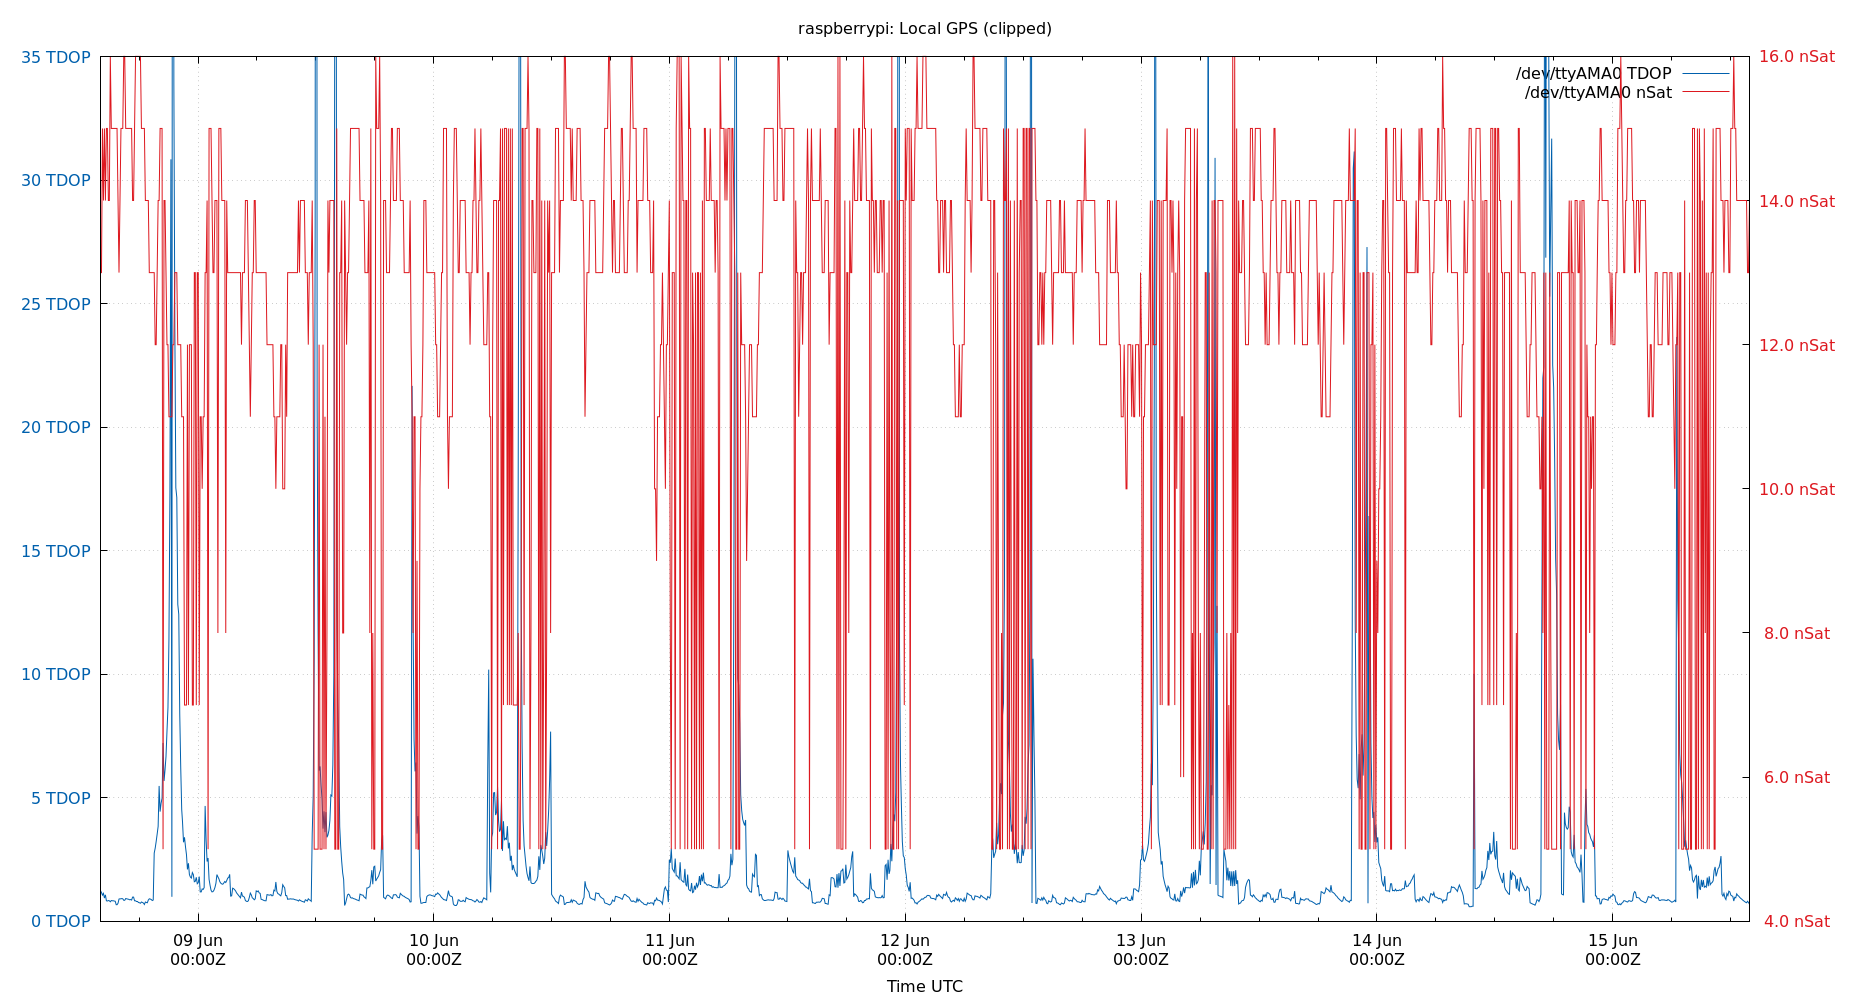 raspberrypi: Local GPS (clipped)
35 TDOP
30 TDOP
25 TDOP
20 TDOP
15 TDOP
10 TDOP
5 TDOP
0 TDOP
16.0 nSat
14.0 nSat
12.0 nSat
10.0 nSat
8.0 nSat
6.0 nSat
4.0 nSat
/dev/ttyAMA0 TDOP
/dev/ttyAMA0 nSat
09 Jun
00:00Z
10 Jun
00:00Z
11 Jun
00:00Z
12 Jun
00:00Z
13 Jun
00:00Z
14 Jun
00:00Z
15 Jun
00:00Z
Time UTC